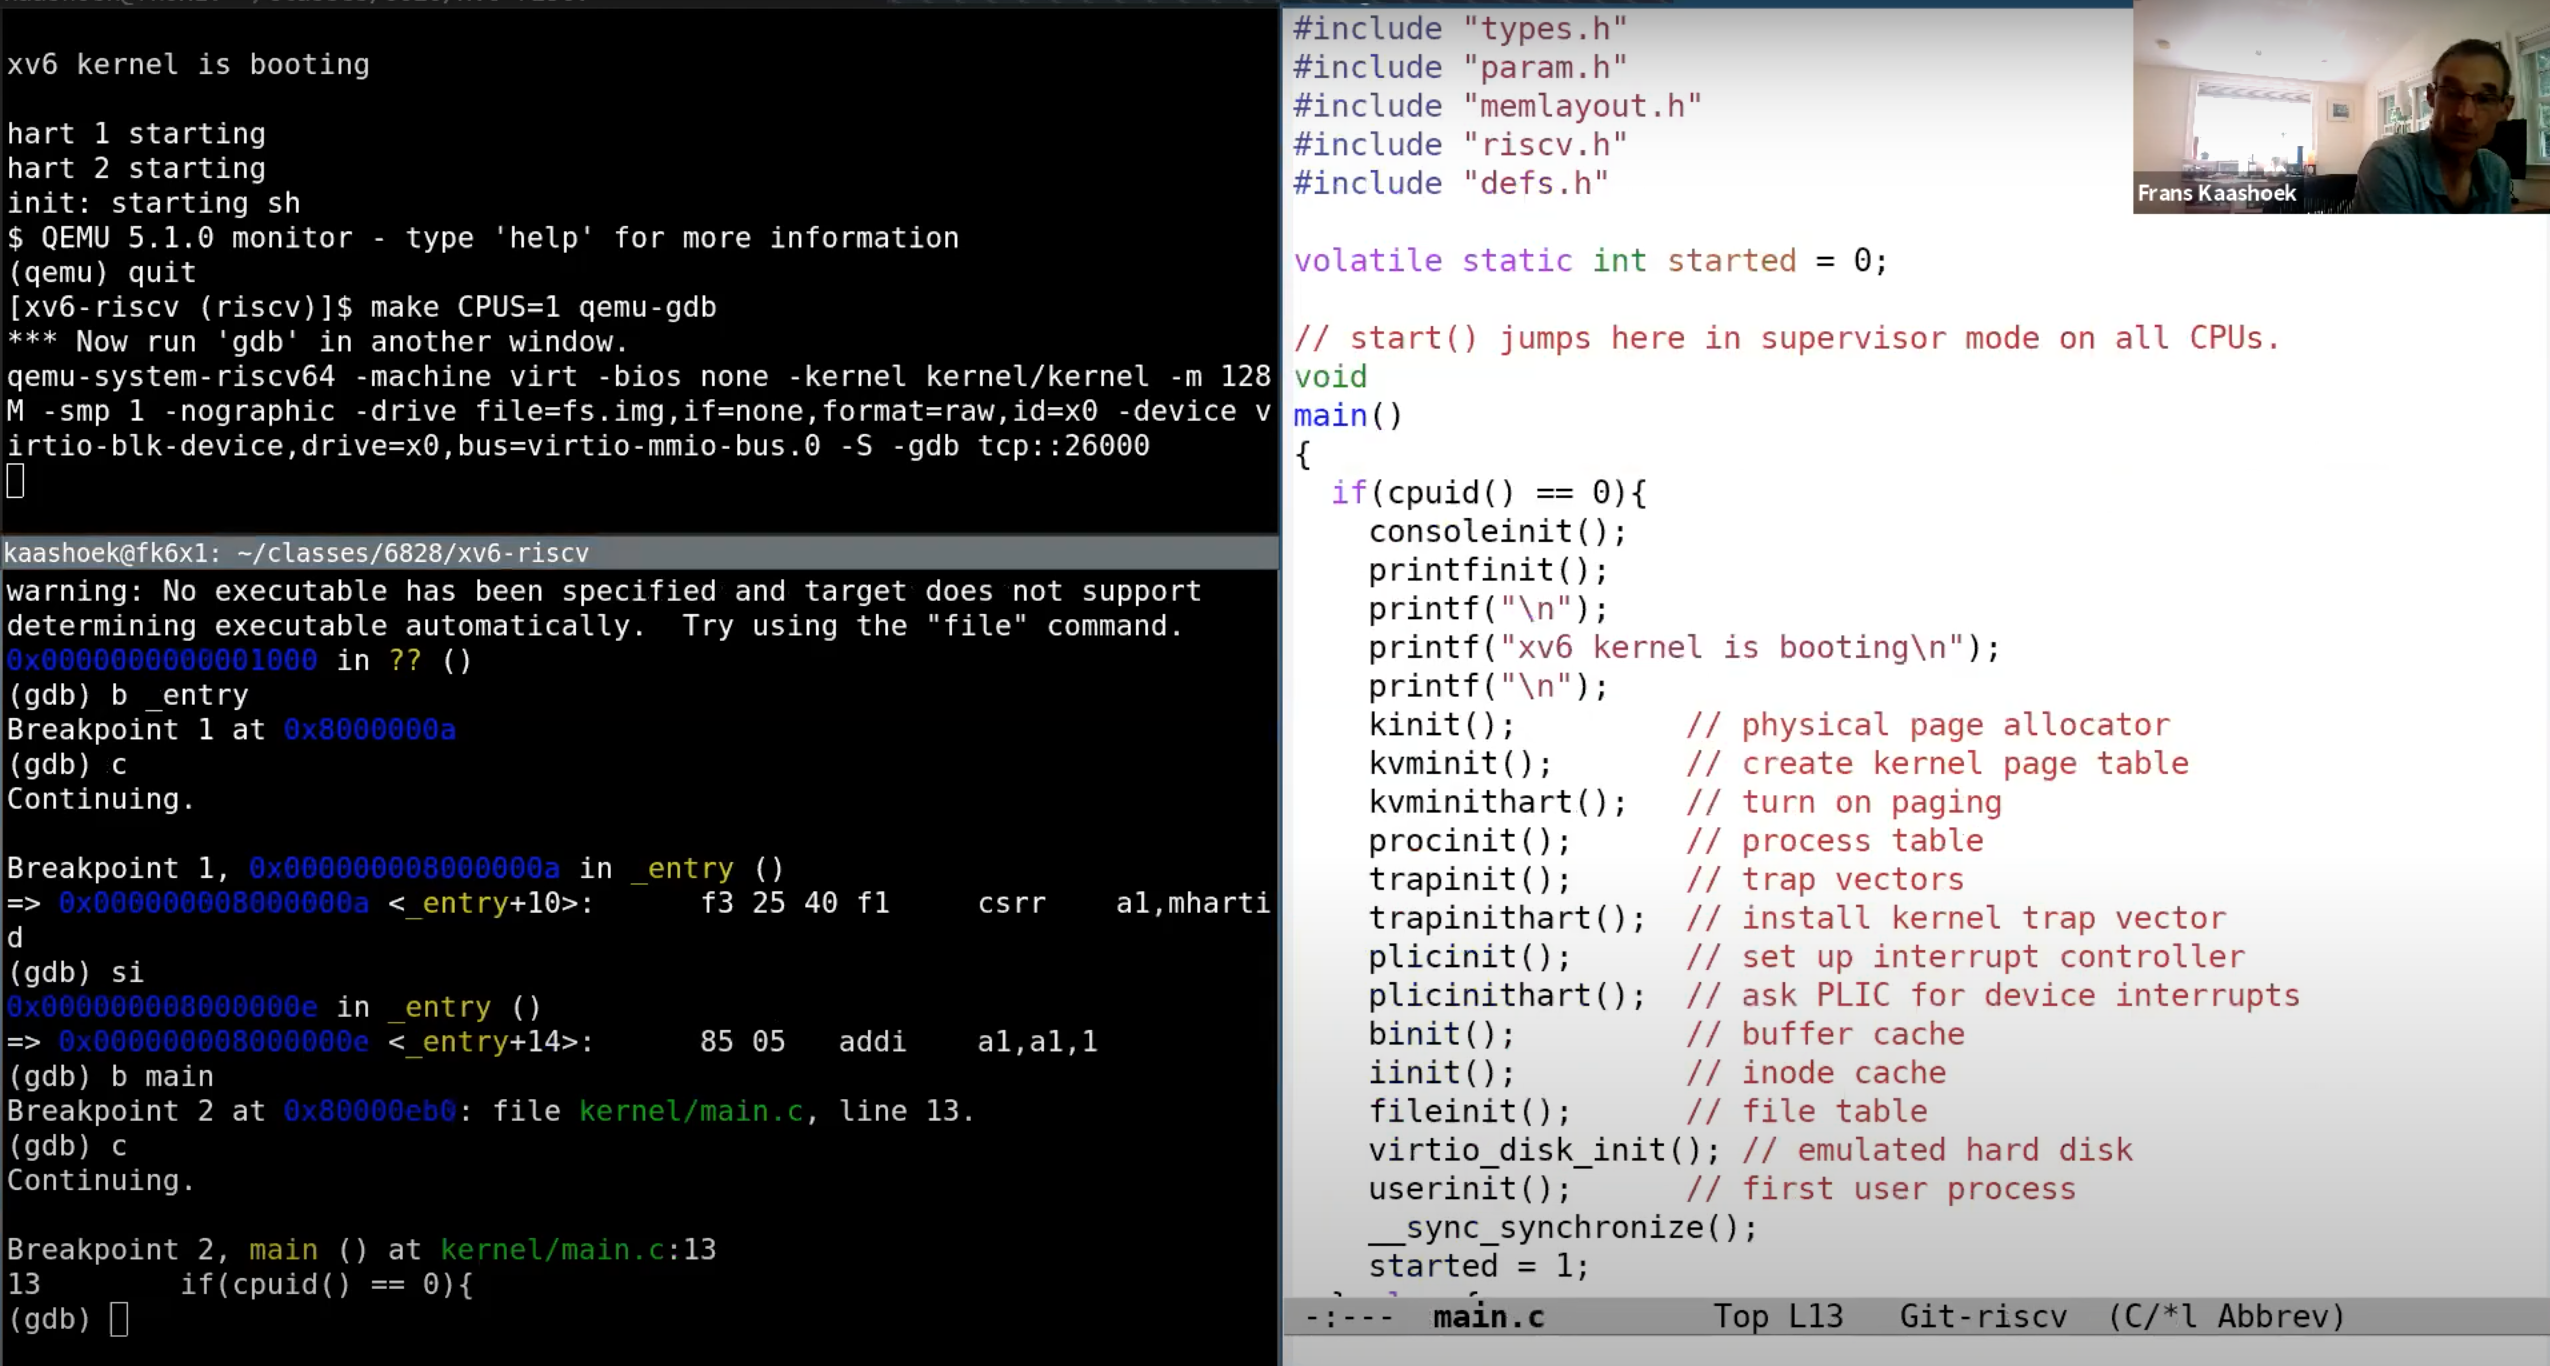 xv6 kernel is booting
hart 1 starting
hart 2 starting
init: starting sh
$ QEMU 5.1.0 monitor - type 'help' for more information
(qemu) quit
[xv6-riscv (riscv)]$ make CPUS=1 qemu-gdb
*** Now run 'gdb' in another window.
qemu-system-riscv64 -machine virt -bios none -kernel kernel/kernel -m 128
M -smp 1 -nographic -drive file=fs.img,if=none,format=raw,id=x0 -device v
irtio-blk-device,drive=x0,bus=virtio-mmio-bus.0 -S -gdb tcp::26000
kaashoek@fk6x1: ~/classes/6828/xv6-riscv
warning: No executable has been specified and target does not support
determining executable automatically.  Try using the "file" command.
0x0000000000001000 in ?? ()
(gdb) b _entry
Breakpoint 1 at 0x8000000a
(gdb) c
Continuing.
Breakpoint 1, 0x000000008000000a in _entry ()
=> 0x000000008000000a <_entry+10>:      f3 25 40 f1     csrr    a1,mharti
d
(gdb) si
0x000000008000000e in _entry ()
=> 0x000000008000000e <_entry+14>:      85 05   addi    a1,a1,1
(gdb) b main
Breakpoint 2 at 0x80000eb0: file kernel/main.c, line 13.
(gdb) c
Continuing.
Breakpoint 2, main () at kernel/main.c:13
13        if(cpuid() == 0){
(gdb)
#include "types.h"
#include "param.h"
#include "memlayout.h"
#include "riscv.h"
#include "defs.h"
volatile static int started = 0;
// start() jumps here in supervisor mode on all CPUs.
void
main()
{
  if(cpuid() == 0){
    consoleinit();
    printfinit();
    printf("\n");
    printf("xv6 kernel is booting\n");
    printf("\n");
    kinit();         // physical page allocator
    kvminit();       // create kernel page table
    kvminithart();   // turn on paging
    procinit();      // process table
    trapinit();      // trap vectors
    trapinithart();  // install kernel trap vector
    plicinit();      // set up interrupt controller
    plicinithart();  // ask PLIC for device interrupts
    binit();         // buffer cache
    iinit();         // inode cache
    fileinit();      // file table
    virtio_disk_init(); // emulated hard disk
    userinit();      // first user process
    __sync_synchronize();
    started = 1;
-:---  main.c         Top L13   Git-riscv  (C/*l Abbrev)
Frans Kaashoek